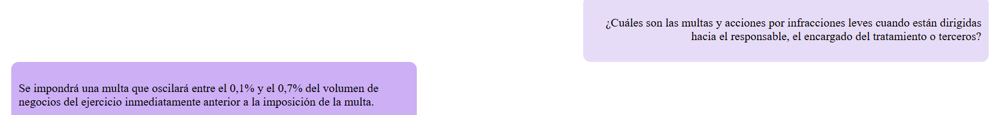 ¿Cuáles son las multas y acciones por infracciones leves cuando están dirigidas
hacia el responsable, el encargado del tratamiento o terceros?
Se impondrá una multa que oscilará entre el 0,1% y el 0,7% del volumen de
negocios del ejercicio inmediatamente anterior a la imposición de la multa.